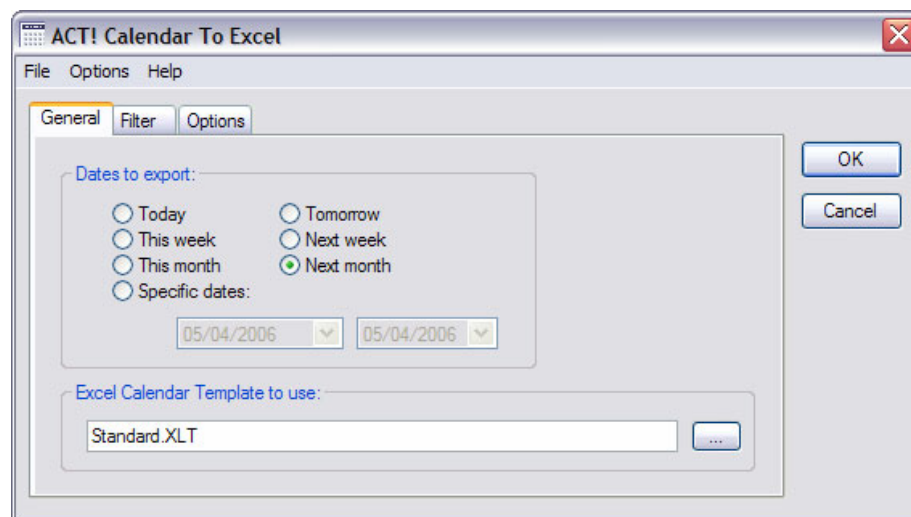 ACT! Calendar To Excel
File Options Help
General Filter Options
OK
Cancel
Dates to export:
Today Tomorrow
This week Next week
This month Next month
Specific dates:
05/04/2006 05/04/2006
Excel Calendar Template to use:
Standard.XLT ...